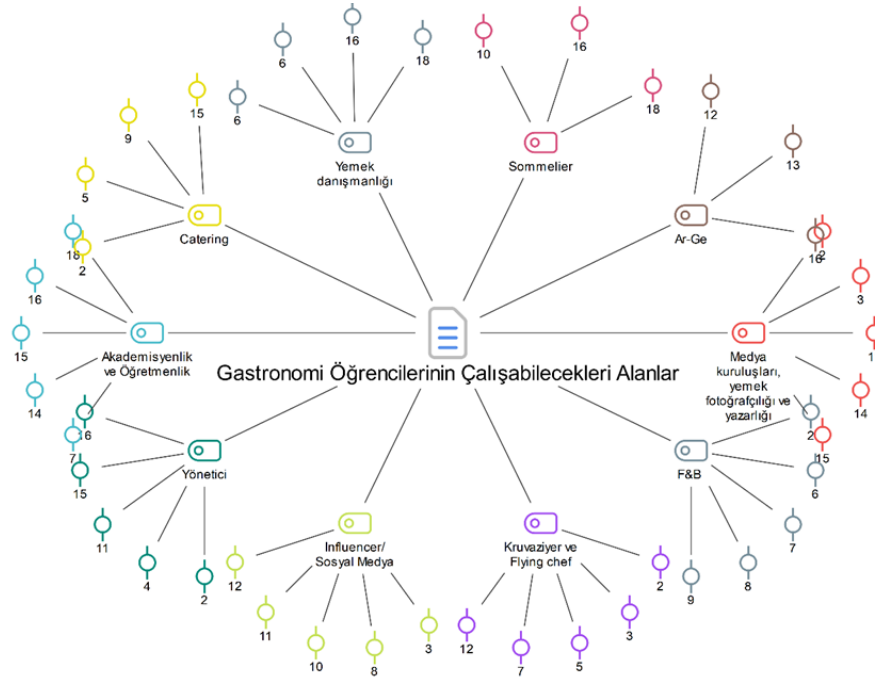 6
16
18
6
Yemek
danışmanlığı
10
16
18
Sommelier
12
13
16
Ar-Ge
15
9
5
2
Catering
18
16
15
14
7
Akademisyenlik
ve Öğretmenlik
2
3
14
15
Medya
kuruluşları,
yemek
fotoğrafçılığı ve
yazarlığı
Gastronomi Öğrencilerinin Çalışabilecekleri Alanlar
16
15
11
4
2
Yönetici
2
6
7
8
9
F&B
Influencer/
Sosyal Medya
12
11
10
8
3
Kruvaziyer ve
Flying chef
2
3
5
7
12